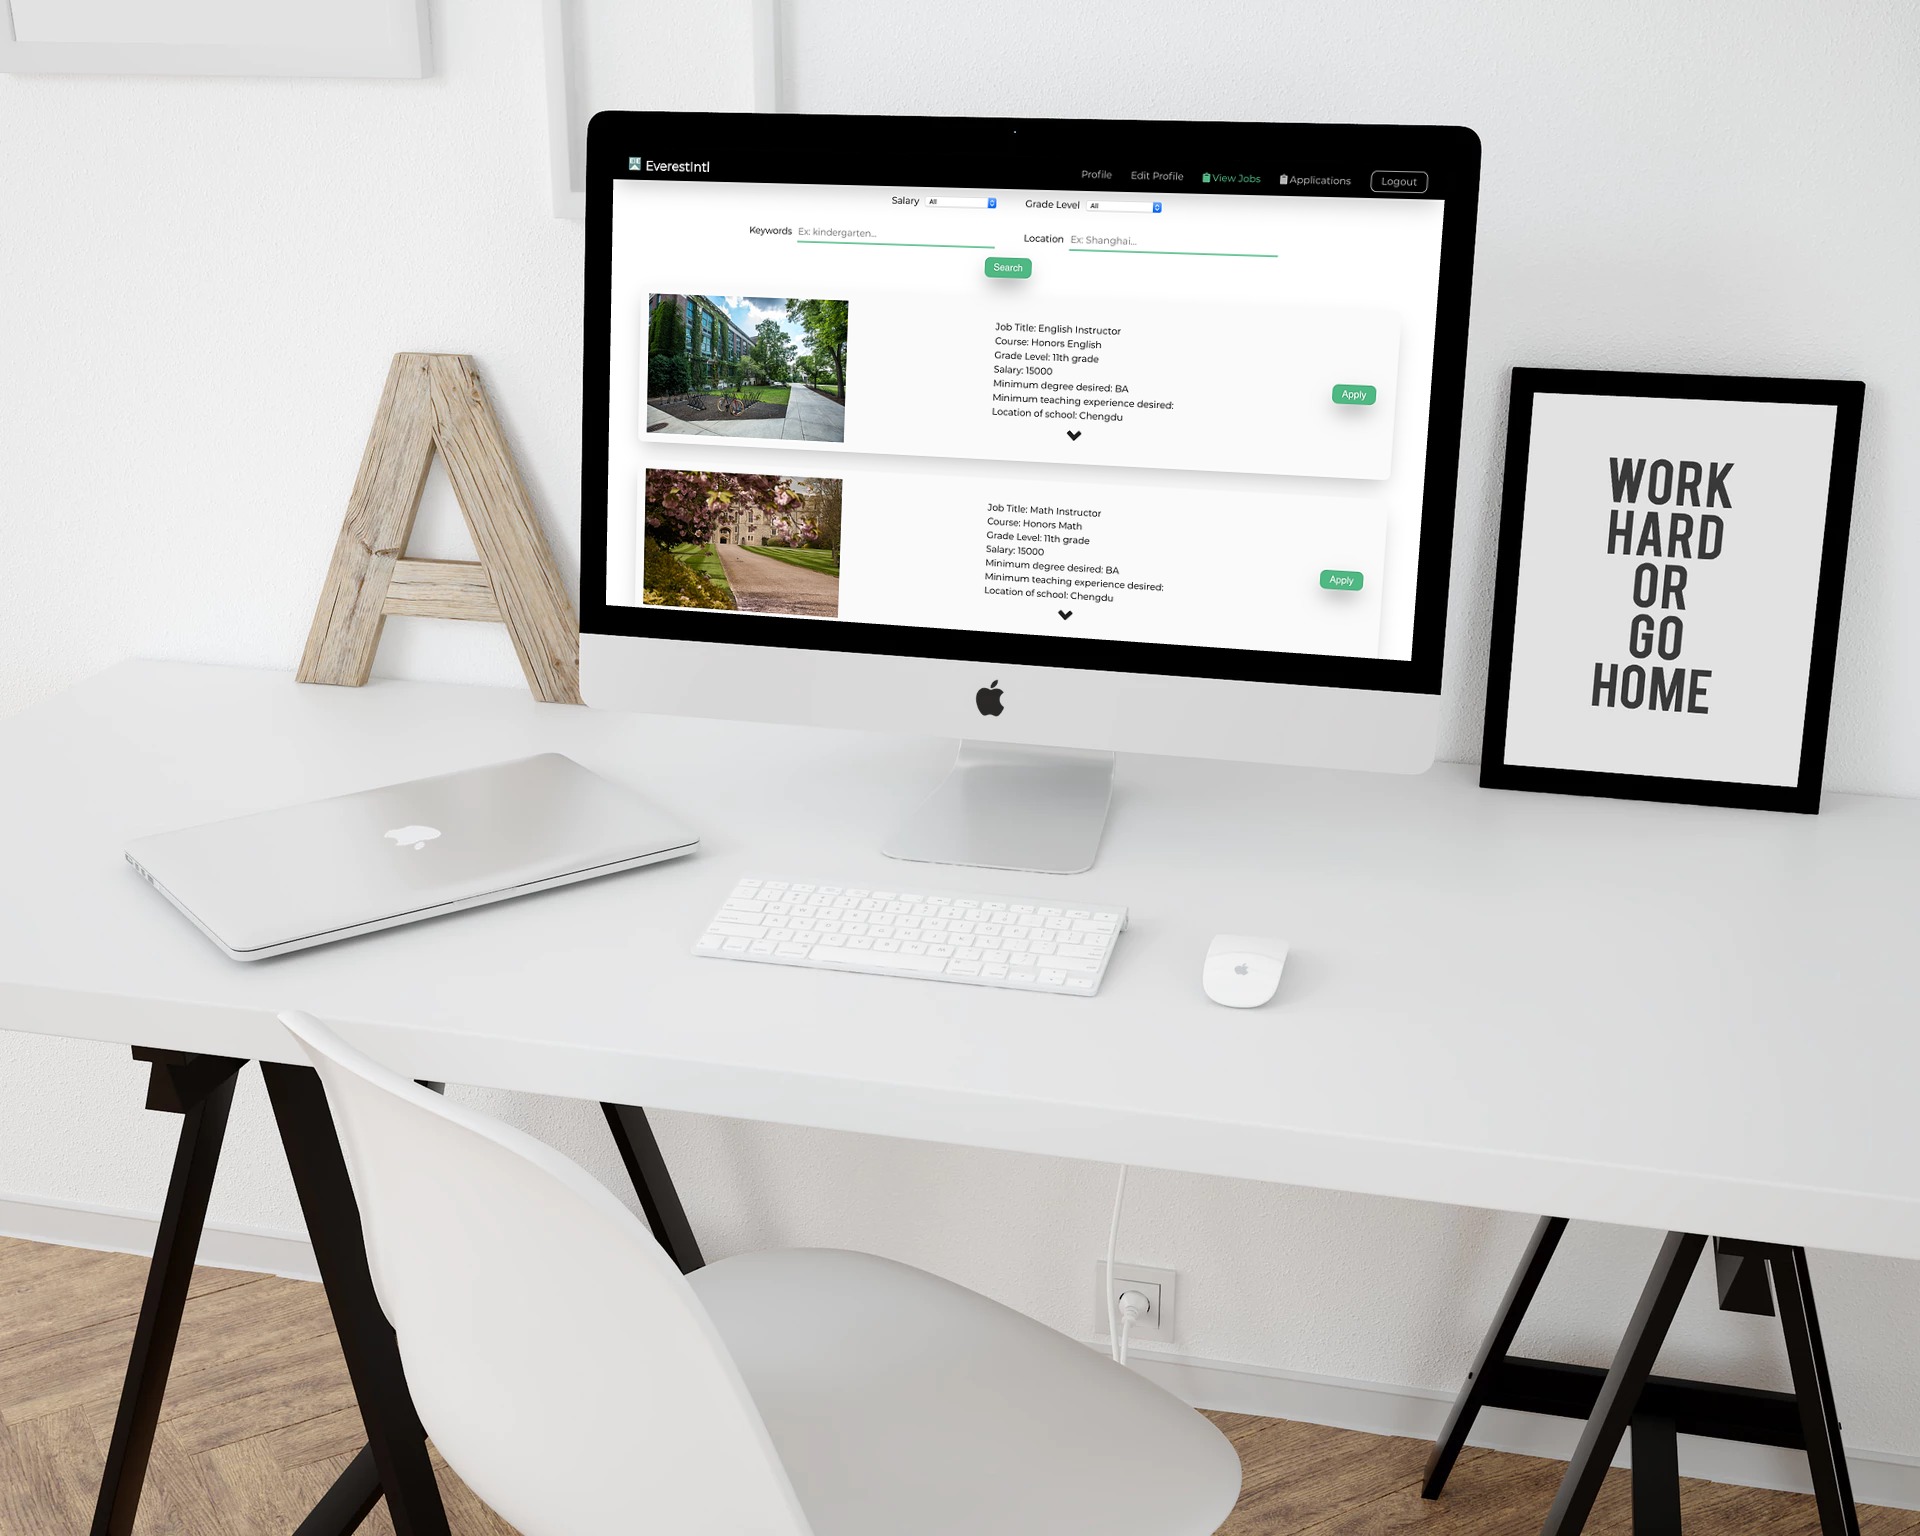 EverestIntl
Profile Edit Profile View Jobs Applications Logout
Salary All Grade Level All
Keywords Ex: kindergarten... Location Ex: Shanghai...
Search
Job Title: English Instructor
Course: Honors English
Grade Level: 11th grade
Salary: 15000
Minimum degree desired: BA
Minimum teaching experience desired:
Location of school: Chengdu
Apply
Job Title: Math Instructor
Course: Honors Math
Grade Level: 11th grade
Salary: 15000
Minimum degree desired: BA
Minimum teaching experience desired:
Location of school: Chengdu
Apply
A
WORK
HARD
OR
GO
HOME